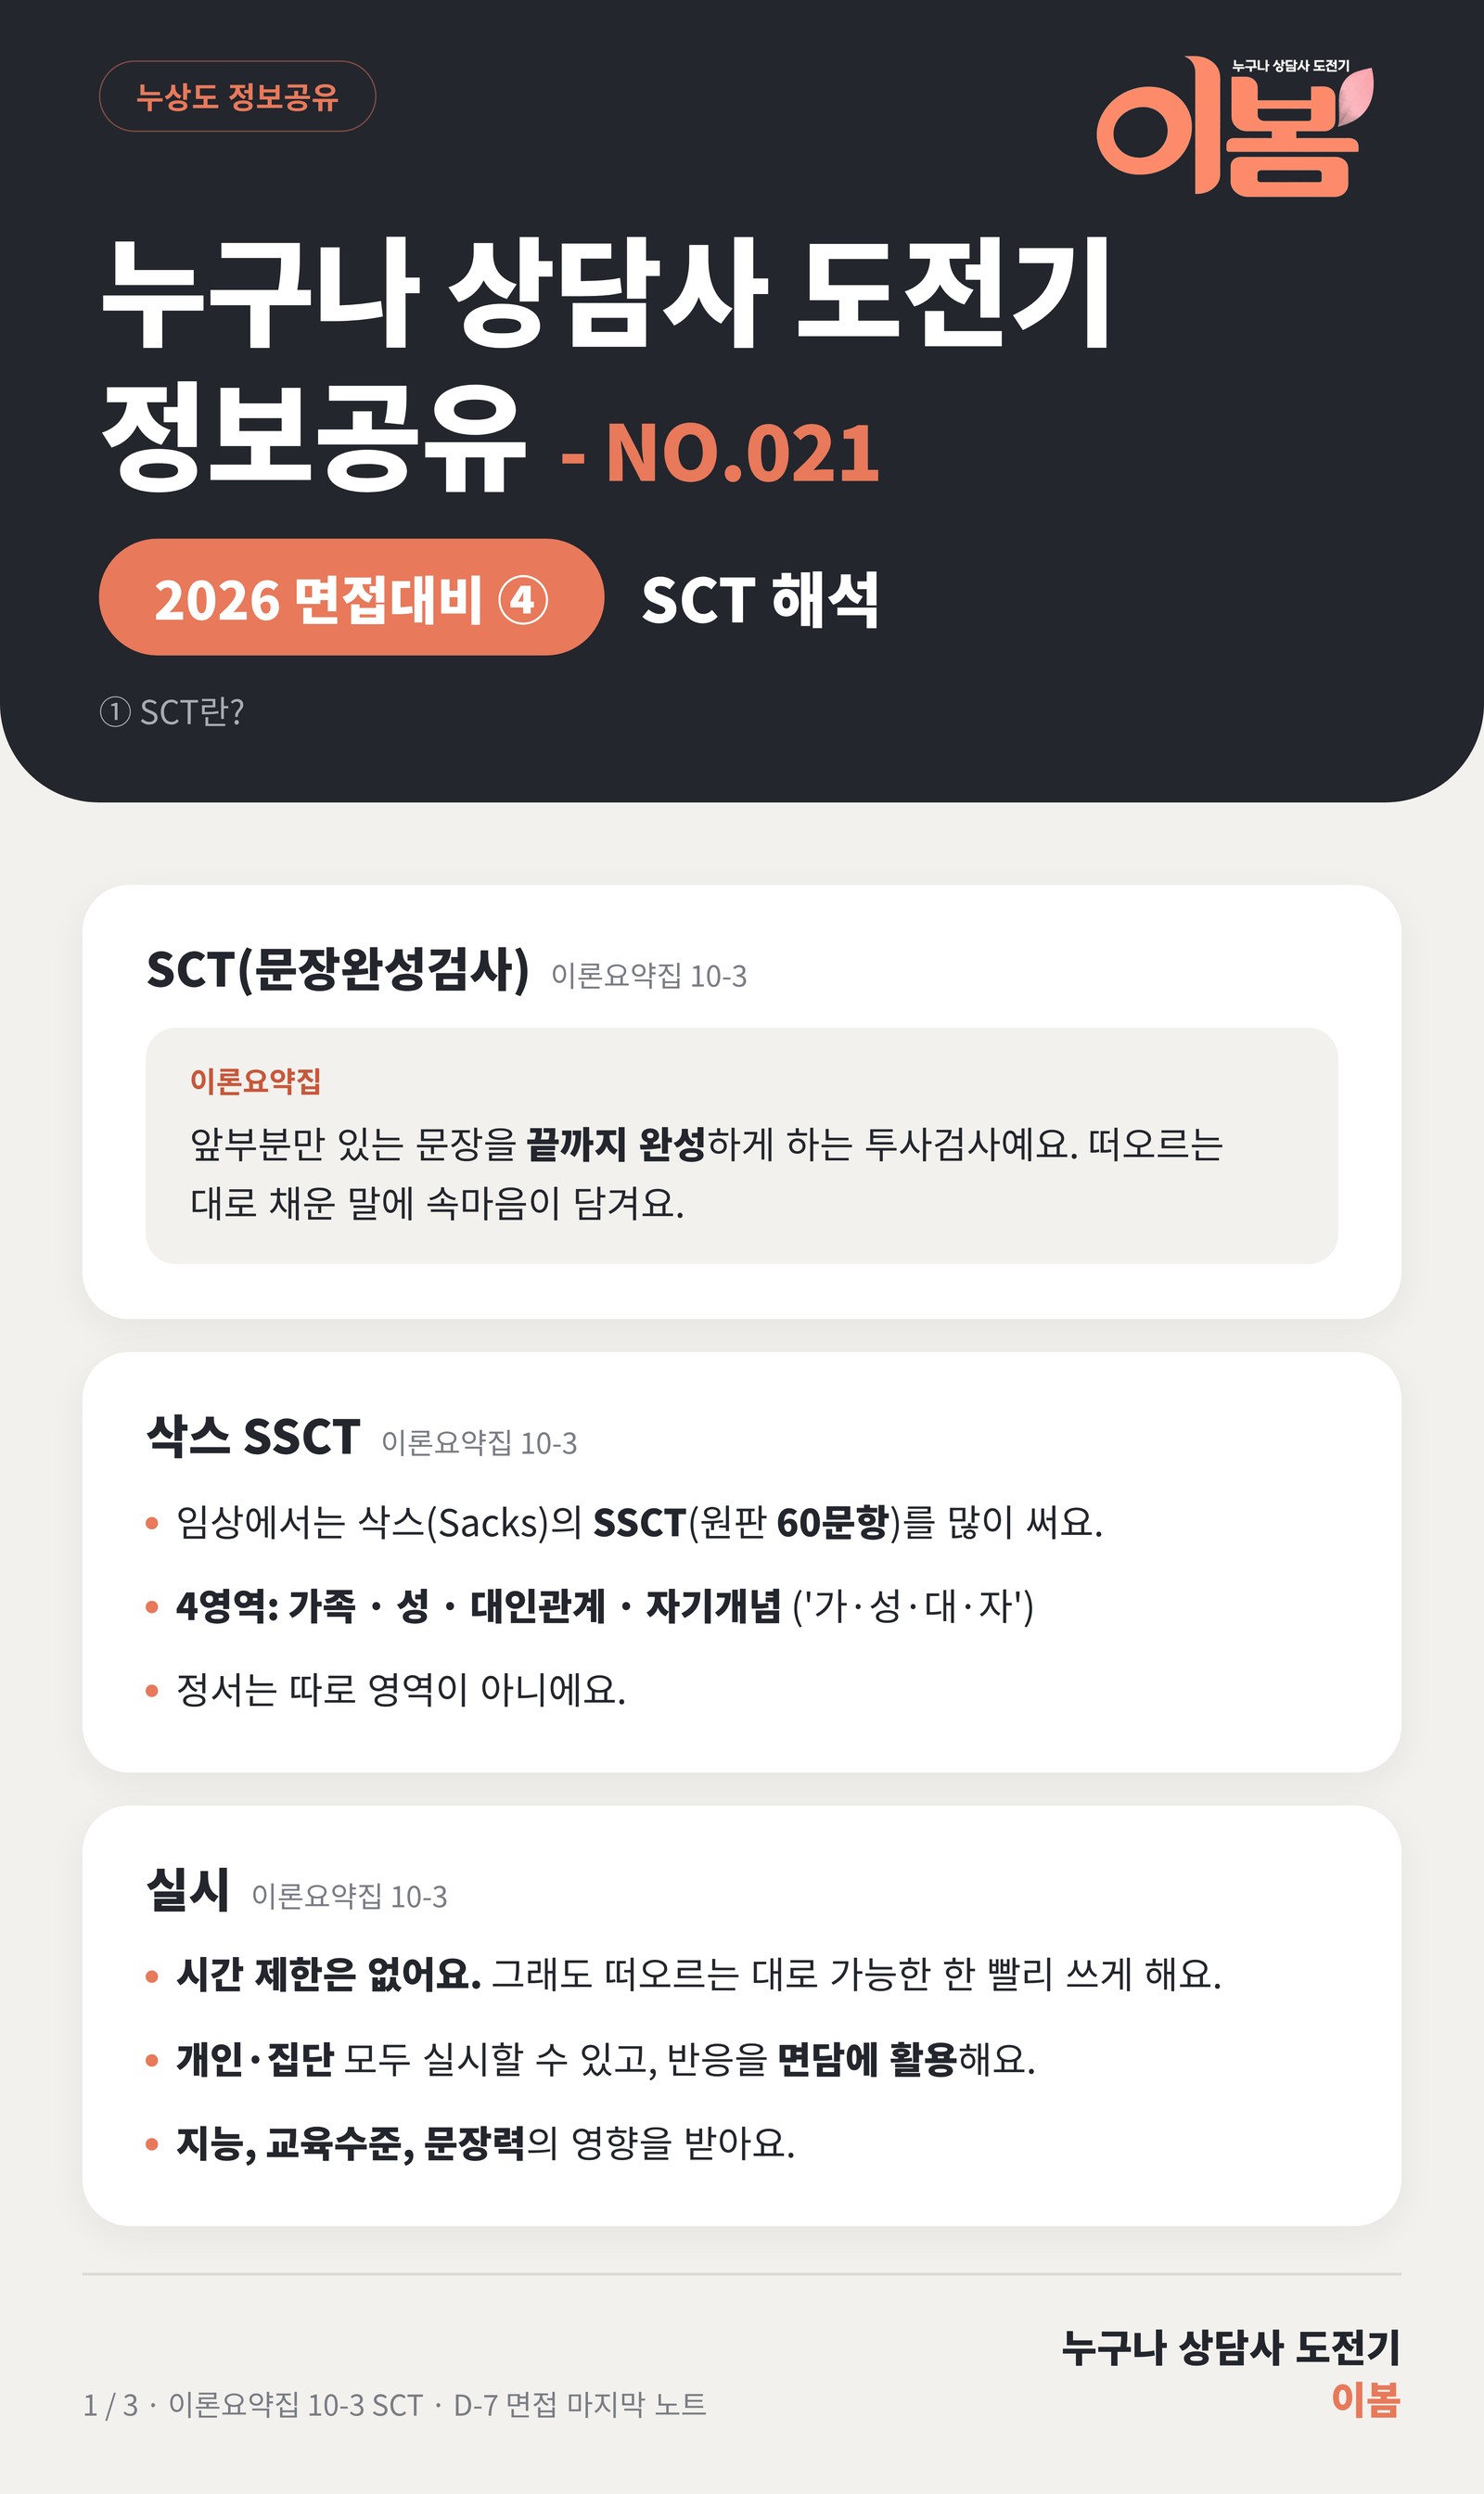 누상도 정보공유
누구나 상담사 도전기
이봄
누구나 상담사 도전기
정보공유 - NO.021
2026 면접대비 ④ SCT 해석
① SCT란?
SCT(문장완성검사) 이론요약집 10-3
이론요약집
앞부분만 있는 문장을 끝까지 완성하게 하는 투사검사예요. 떠오르는
대로 채운 말에 속마음이 담겨요.
삭스 SSCT 이론요약집 10-3
• 임상에서는 삭스(Sacks)의 SSCT(원판 60문항)를 많이 써요.
• 4영역: 가족 · 성 · 대인관계 · 자기개념 ('가·성·대·자')
• 정서는 따로 영역이 아니에요.
실시 이론요약집 10-3
• 시간 제한은 없어요. 그래도 떠오르는 대로 가능한 한 빨리 쓰게 해요.
• 개인·집단 모두 실시할 수 있고, 반응을 면담에 활용해요.
• 지능, 교육수준, 문장력의 영향을 받아요.
누구나 상담사 도전기
1 / 3 · 이론요약집 10-3 SCT · D-7 면접 마지막 노트
이봄